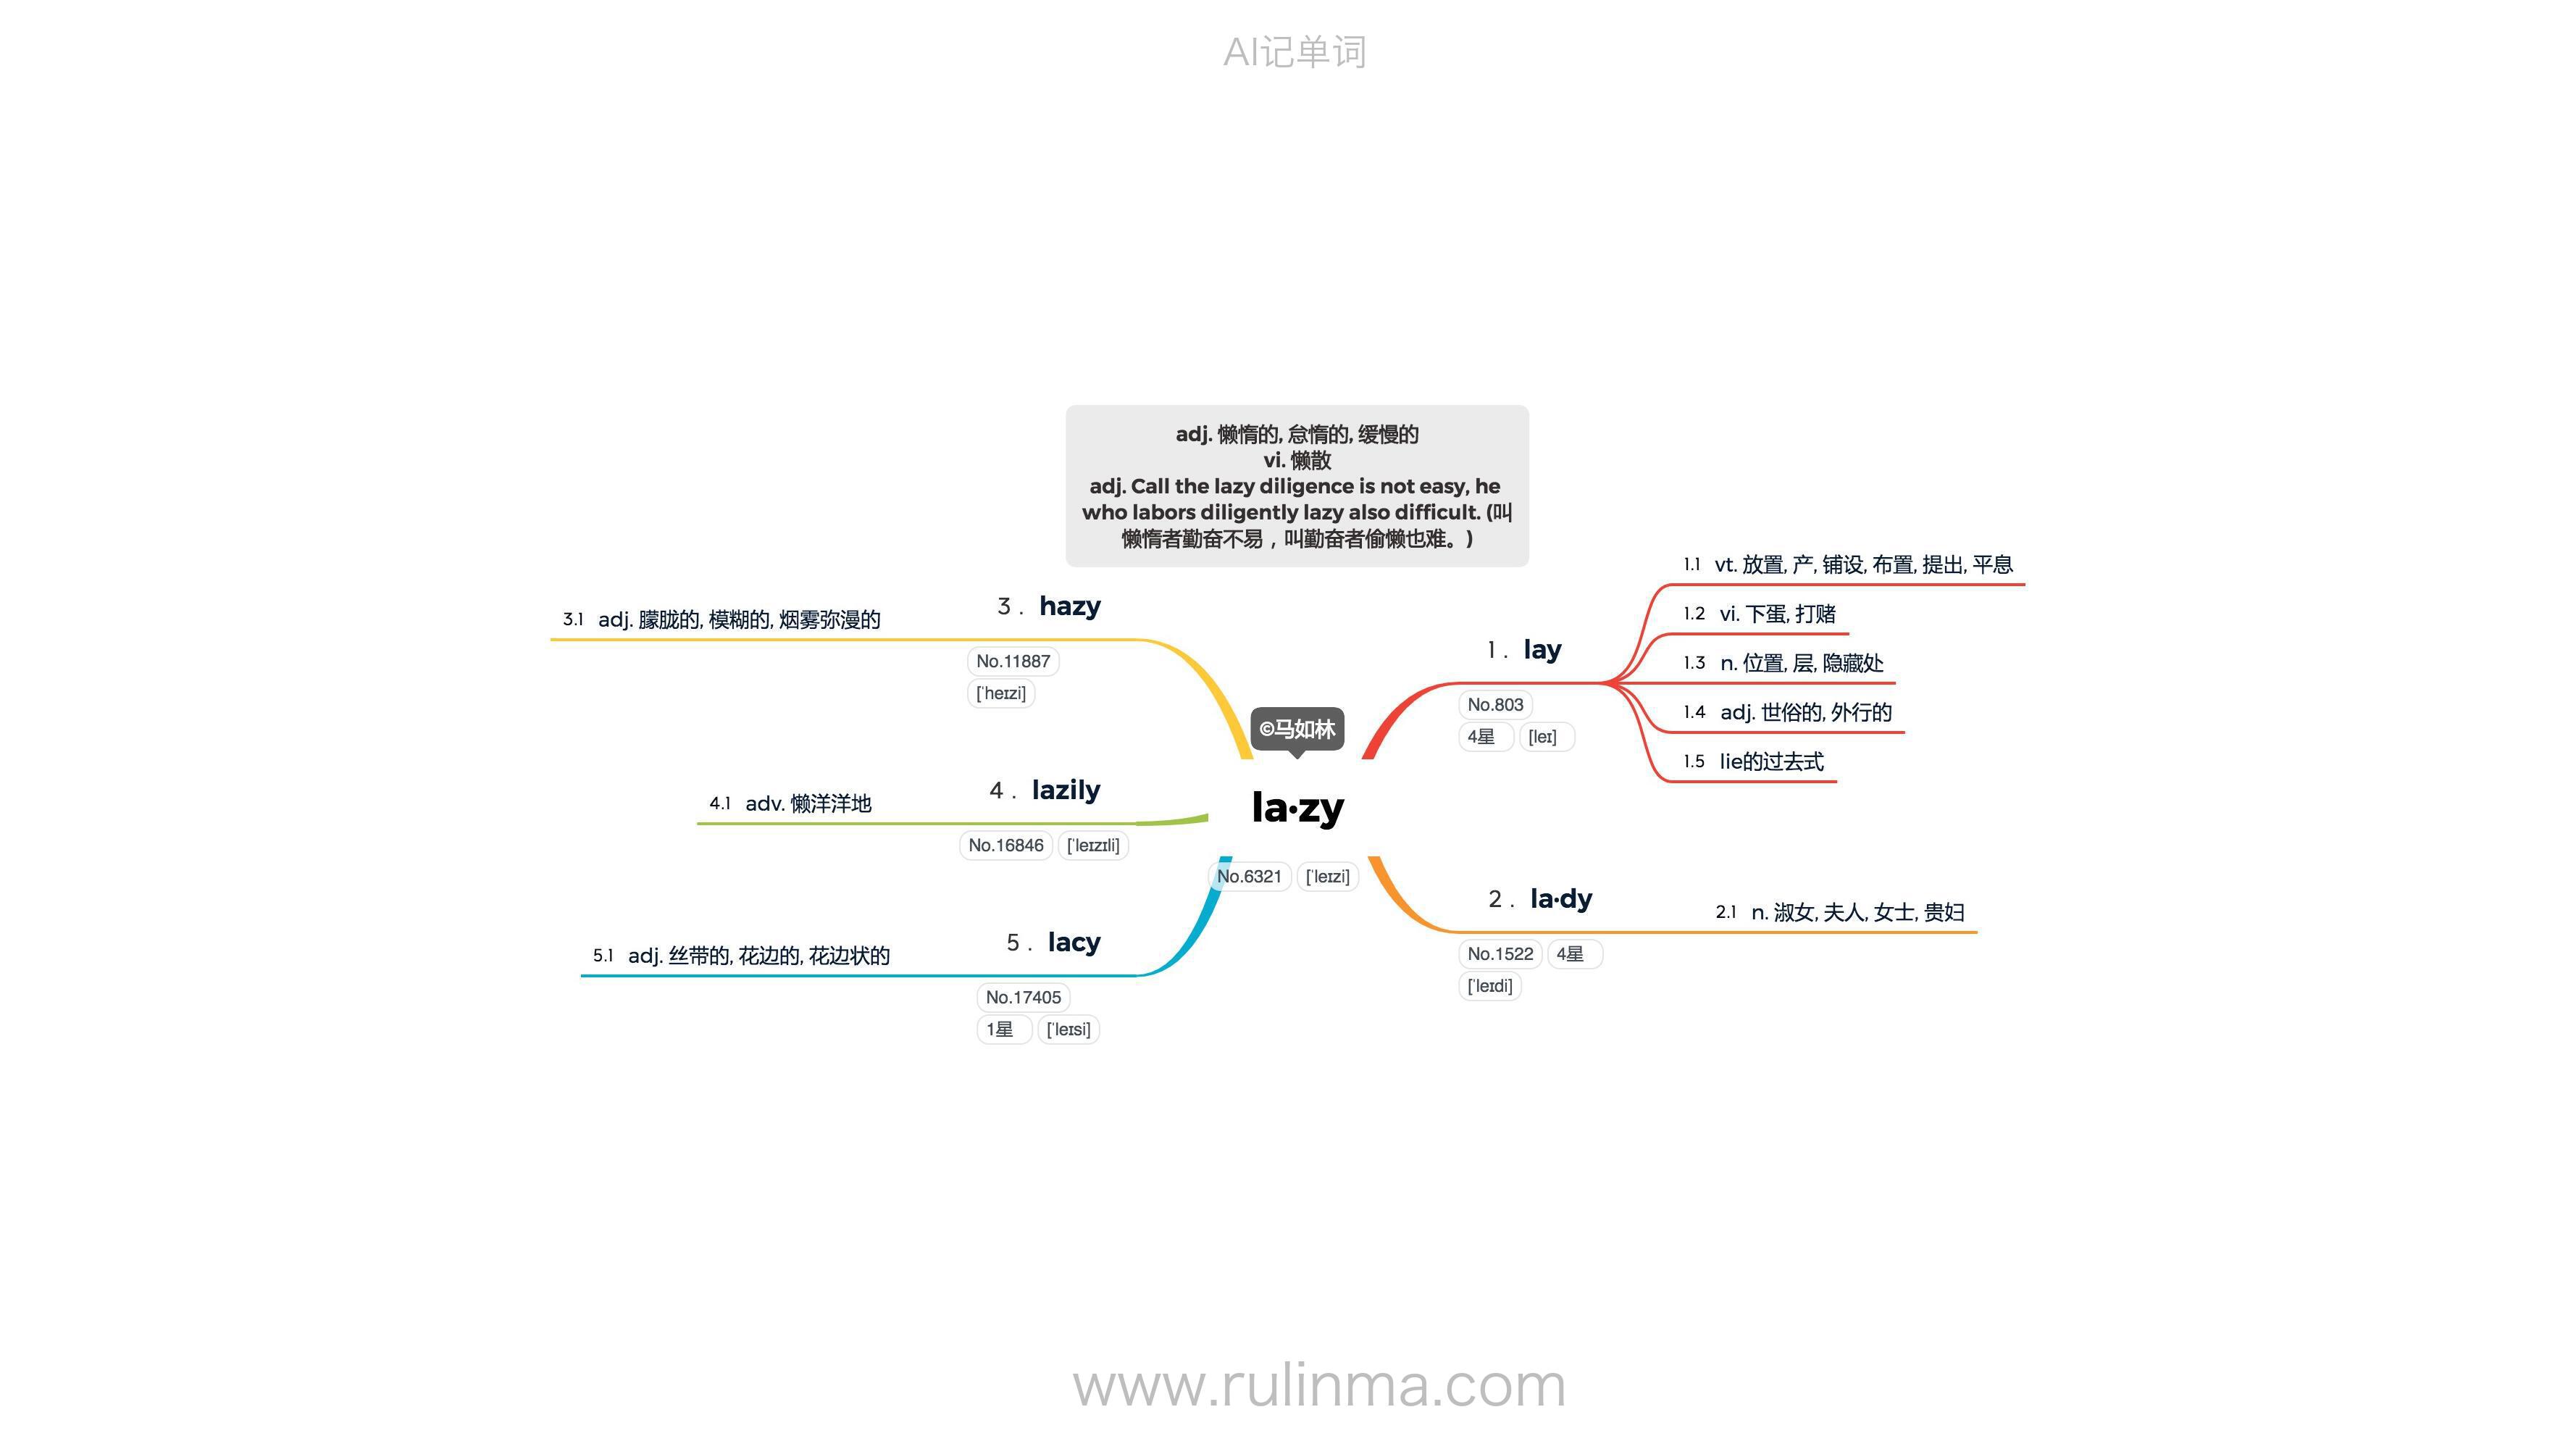 AI记单词
adj. 懒惰的, 怠惰的, 缓慢的
vi. 懒散
adj. Call the lazy diligence is not easy, he
who labors diligently lazy also difficult. (叫
懒惰者勤奋不易，叫勤奋者偷懒也难。)
©马如林
la·zy
No.6321 [ˈleɪzi]
1. lay
No.803
4星 [leɪ]
1.1 vt. 放置, 产, 铺设, 布置, 提出, 平息
1.2 vi. 下蛋, 打赌
1.3 n. 位置, 层, 隐藏处
1.4 adj. 世俗的, 外行的
1.5 lie的过去式
2. la·dy
No.1522 4星
[ˈleɪdi]
2.1 n. 淑女, 夫人, 女士, 贵妇
3. hazy
No.11887
[ˈheɪzi]
3.1 adj. 朦胧的, 模糊的, 烟雾弥漫的
4. lazily
No.16846 [ˈleɪzɪli]
4.1 adv. 懒洋洋地
5. lacy
No.17405
1星 [ˈleɪsi]
5.1 adj. 丝带的, 花边的, 花边状的
www.rulinma.com